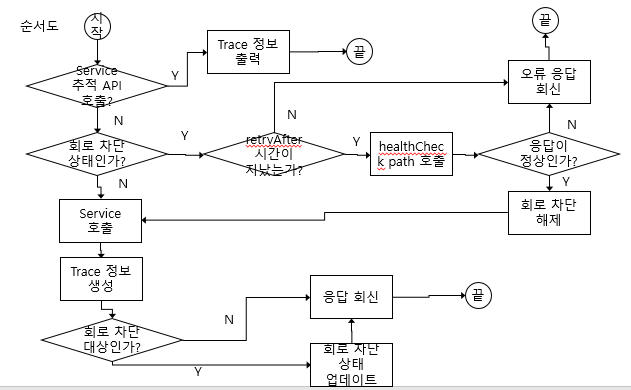 순서도
시
작
Trace 정보
출력
끝
끝
Service
추적 API
호출?
Y
N
오류 응답
회신
N
회로 차단
상태인가?
Y
N
retryAfter
시간이
지났는가?
Y
healthChec
k path 호출
응답이
정상인가?
N
Y
Service
호출
회로 차단
해제
Trace 정보
생성
회로 차단
대상인가?
N
Y
응답 회신
끝
회로 차단
상태
업데이트